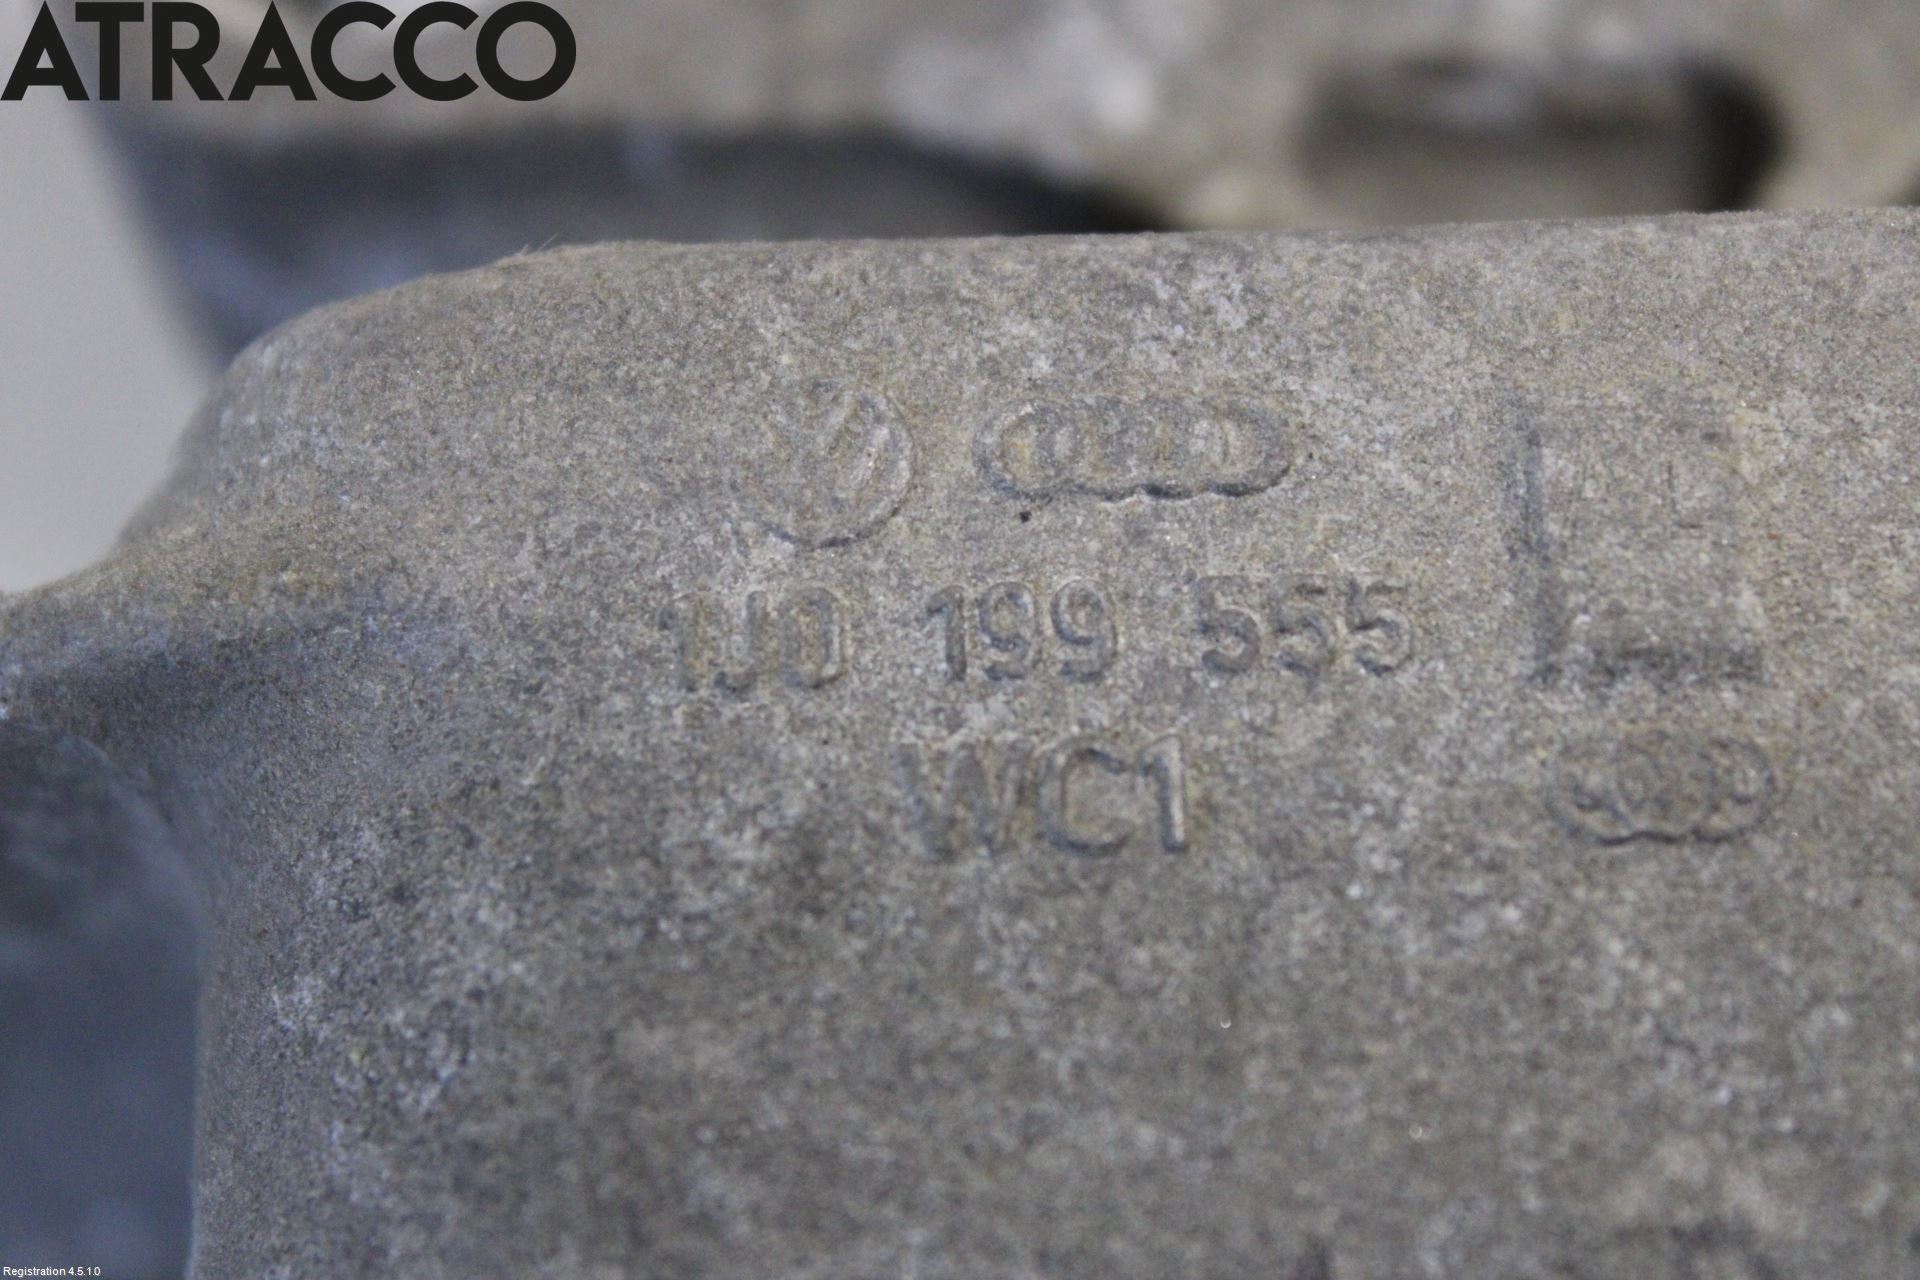 ATRACCO
1J0 199 555
WC1
Registration 4.5.1.0